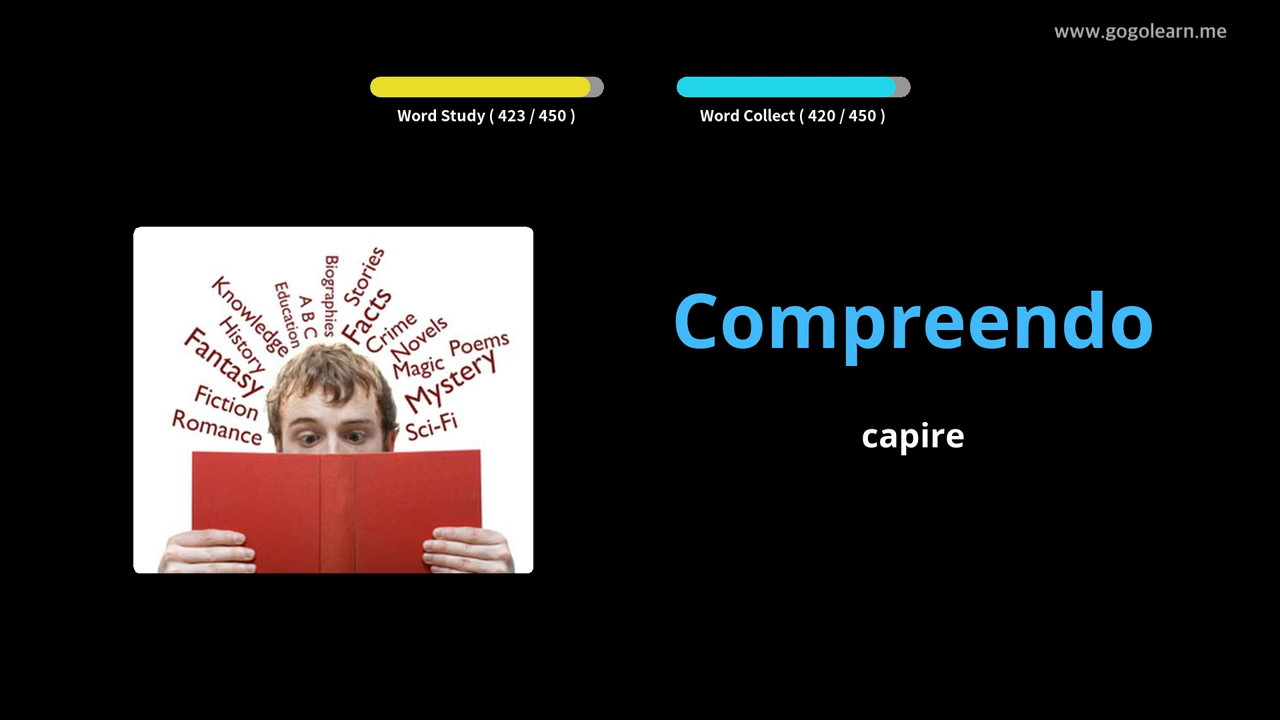 www.gogolearn.me
Word Study ( 423 / 450 )
Word Collect ( 420 / 450 )
Compreendo
capire
Knowledge
Education
A B C
Biographies
Stories
Facts
Crime
Novels
Poems
Magic
Mystery
Sci-Fi
History
Fantasy
Fiction
Romance